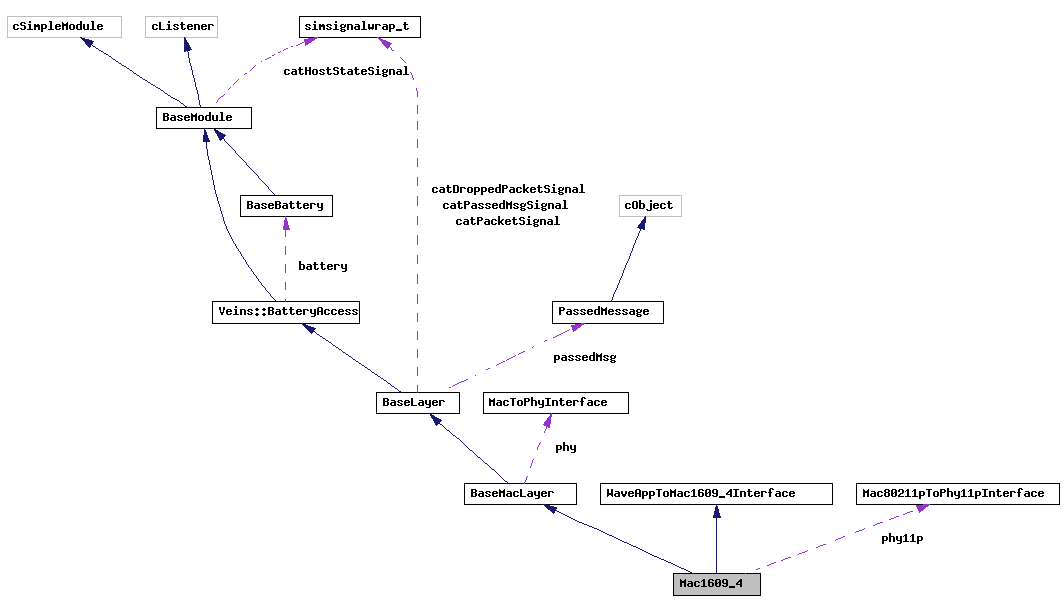 cSimpleModule
cListener
simsignalwrap_t
catHostStateSignal
BaseModule
catDroppedPacketSignal
catPassedMsgSignal
catPacketSignal
BaseBattery
cObject
battery
Veins::BatteryAccess
PassedMessage
passedMsg
BaseLayer
MacToPhyInterface
phy
BaseMacLayer
WaveAppToMac1609_4Interface
Mac80211pToPhy11pInterface
phy11p
Mac1609_4